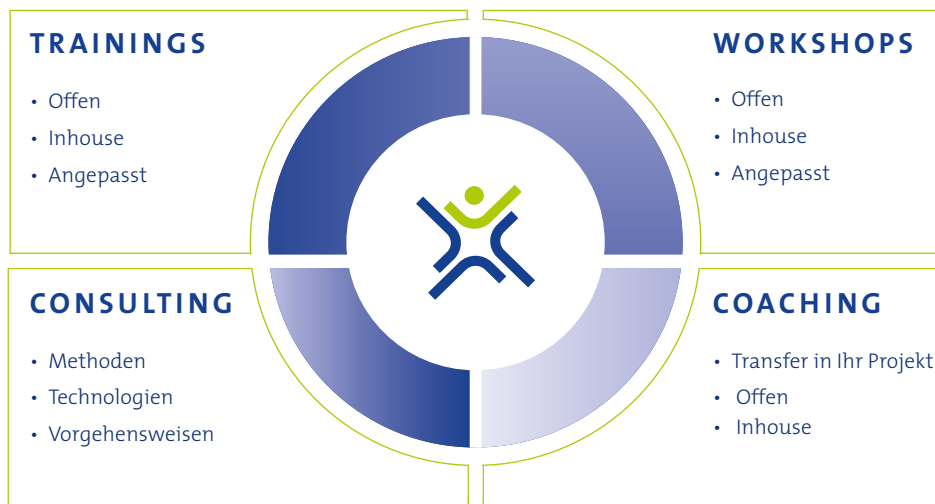 TRAININGS
• Offen
• Inhouse
• Angepasst
WORKSHOPS
• Offen
• Inhouse
• Angepasst
CONSULTING
• Methoden
• Technologien
• Vorgehensweisen
COACHING
• Transfer in Ihr Projekt
• Offen
• Inhouse